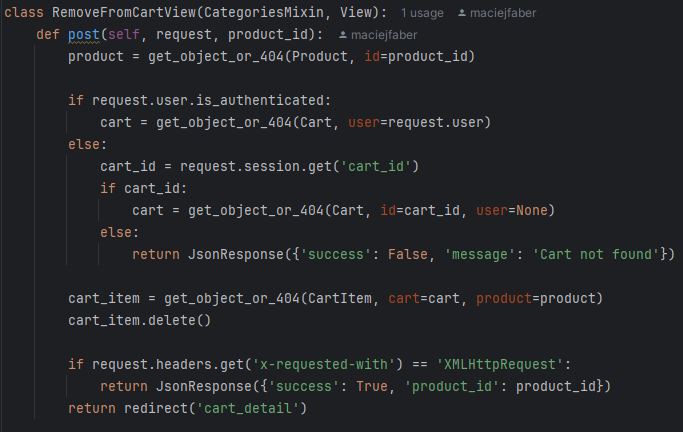 class RemoveFromCartView(CategoriesMixin, View):  1 usage  maciejfaber
    def post(self, request, product_id):  maciejfaber
        product = get_object_or_404(Product, id=product_id)

        if request.user.is_authenticated:
            cart = get_object_or_404(Cart, user=request.user)
        else:
            cart_id = request.session.get('cart_id')
            if cart_id:
                cart = get_object_or_404(Cart, id=cart_id, user=None)
            else:
                return JsonResponse({'success': False, 'message': 'Cart not found'})

        cart_item = get_object_or_404(CartItem, cart=cart, product=product)
        cart_item.delete()

        if request.headers.get('x-requested-with') == 'XMLHttpRequest':
            return JsonResponse({'success': True, 'product_id': product_id})
        return redirect('cart_detail')